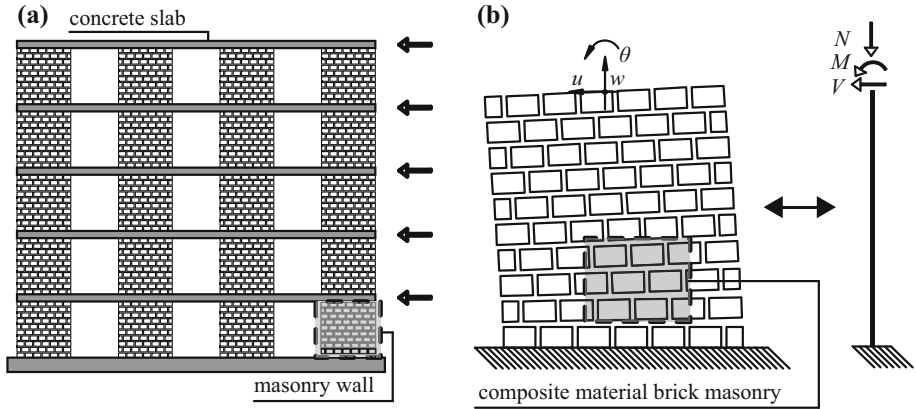 (a)
concrete slab
masonry wall
(b)
θ
u w
N
M
V
composite material brick masonry